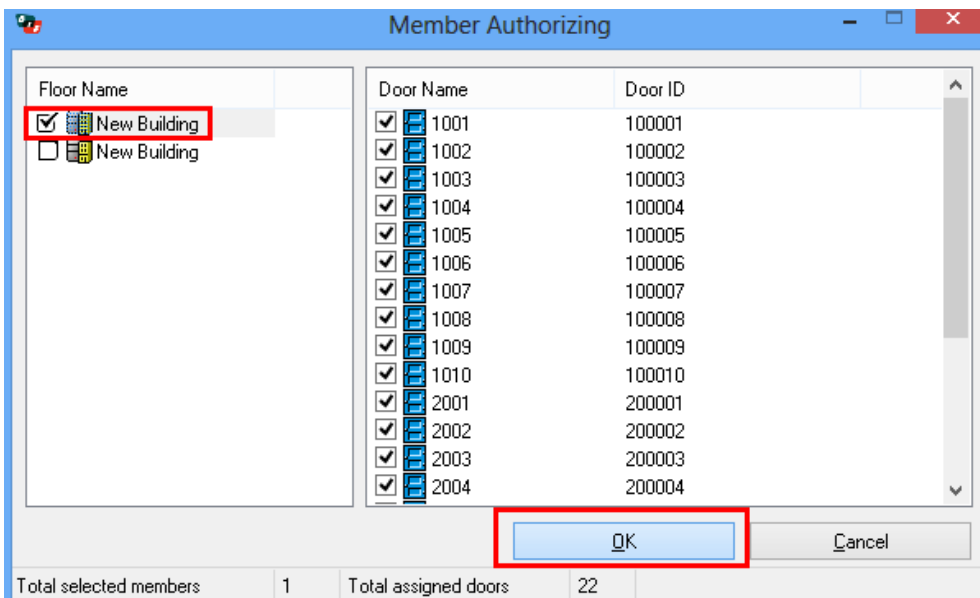 Member Authorizing
Floor Name
New Building
New Building
Door Name Door ID
1001 100001
1002 100002
1003 100003
1004 100004
1005 100005
1006 100006
1007 100007
1008 100008
1009 100009
1010 100010
2001 200001
2002 200002
2003 200003
2004 200004
OK Cancel
Total selected members 1 Total assigned doors 22